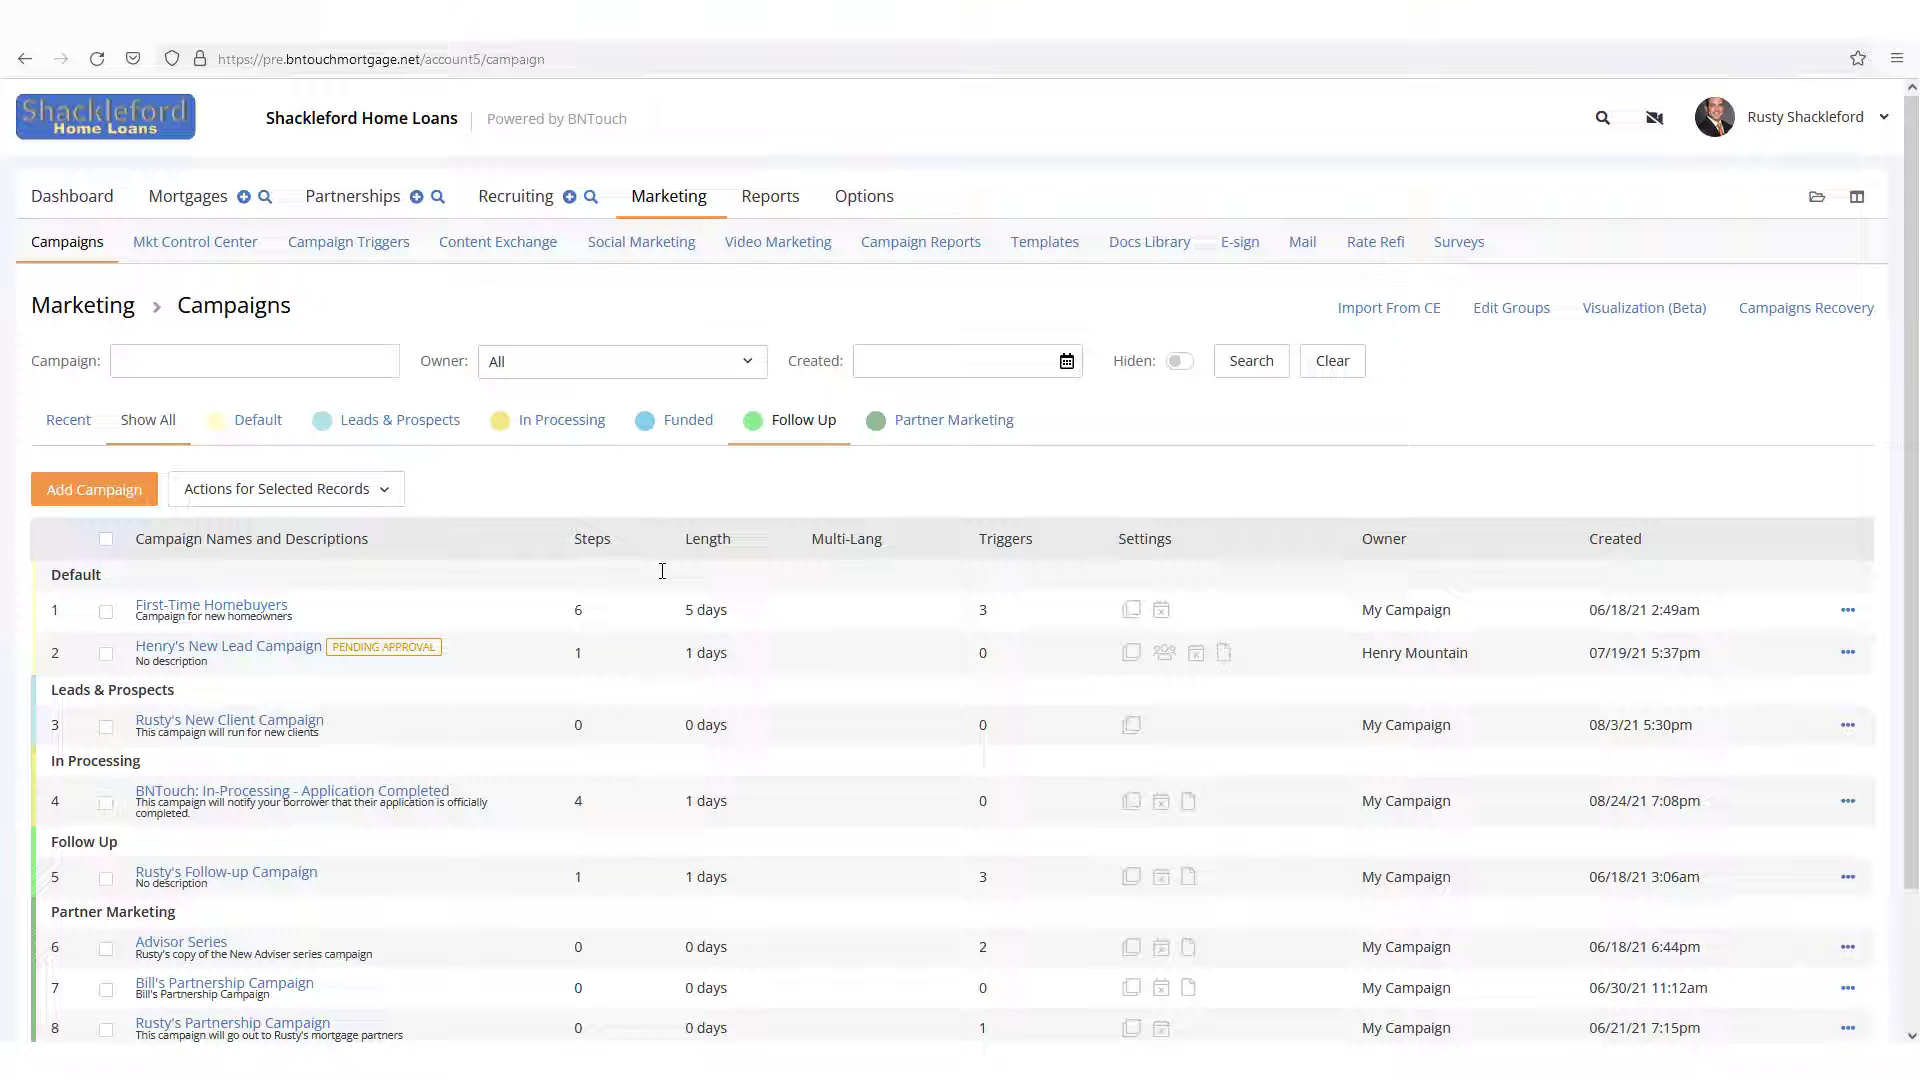 https://pre.bntouchmortgage.net/account5/campaign
Shackleford
Home Loans
Shackleford Home Loans
Powered by BNTouch
Rusty Shackleford
Dashboard Mortgages Partnerships Recruiting Marketing Reports Options
Campaigns Mkt Control Center Campaign Triggers Content Exchange Social Marketing Video Marketing Campaign Reports Templates Docs Library E-sign Mail Rate Refi Surveys
Marketing > Campaigns
Import From CE Edit Groups Visualization (Beta) Campaigns Recovery
Campaign: Owner: All Created: Hiden: Search Clear
Recent Show All Default Leads & Prospects In Processing Funded Follow Up Partner Marketing
Add Campaign Actions for Selected Records
Campaign Names and Descriptions Steps Length Multi-Lang Triggers Settings Owner Created
Default
1 First-Time Homebuyers 6 5 days 3 My Campaign 06/18/21 2:49am
Campaign for new homeowners
2 Henry's New Lead Campaign PENDING APPROVAL 1 1 days 0 Henry Mountain 07/19/21 5:37pm
No description
Leads & Prospects
3 Rusty's New Client Campaign 0 0 days 0 My Campaign 08/3/21 5:30pm
This campaign will run for new clients
In Processing
4 BNTouch: In-Processing - Application Completed 4 1 days 0 My Campaign 08/24/21 7:08pm
This campaign will notify your borrower that their application is officially
completed.
Follow Up
5 Rusty's Follow-up Campaign 1 1 days 3 My Campaign 06/18/21 3:06am
No description
Partner Marketing
6 Advisor Series 0 0 days 2 My Campaign 06/18/21 6:44pm
Rusty's copy of the New Adviser series campaign
7 Bill's Partnership Campaign 0 0 days 0 My Campaign 06/30/21 11:12am
Bill's Partnership Campaign
8 Rusty's Partnership Campaign 0 0 days 1 My Campaign 06/21/21 7:15pm
This campaign will go out to Rusty's mortgage partners